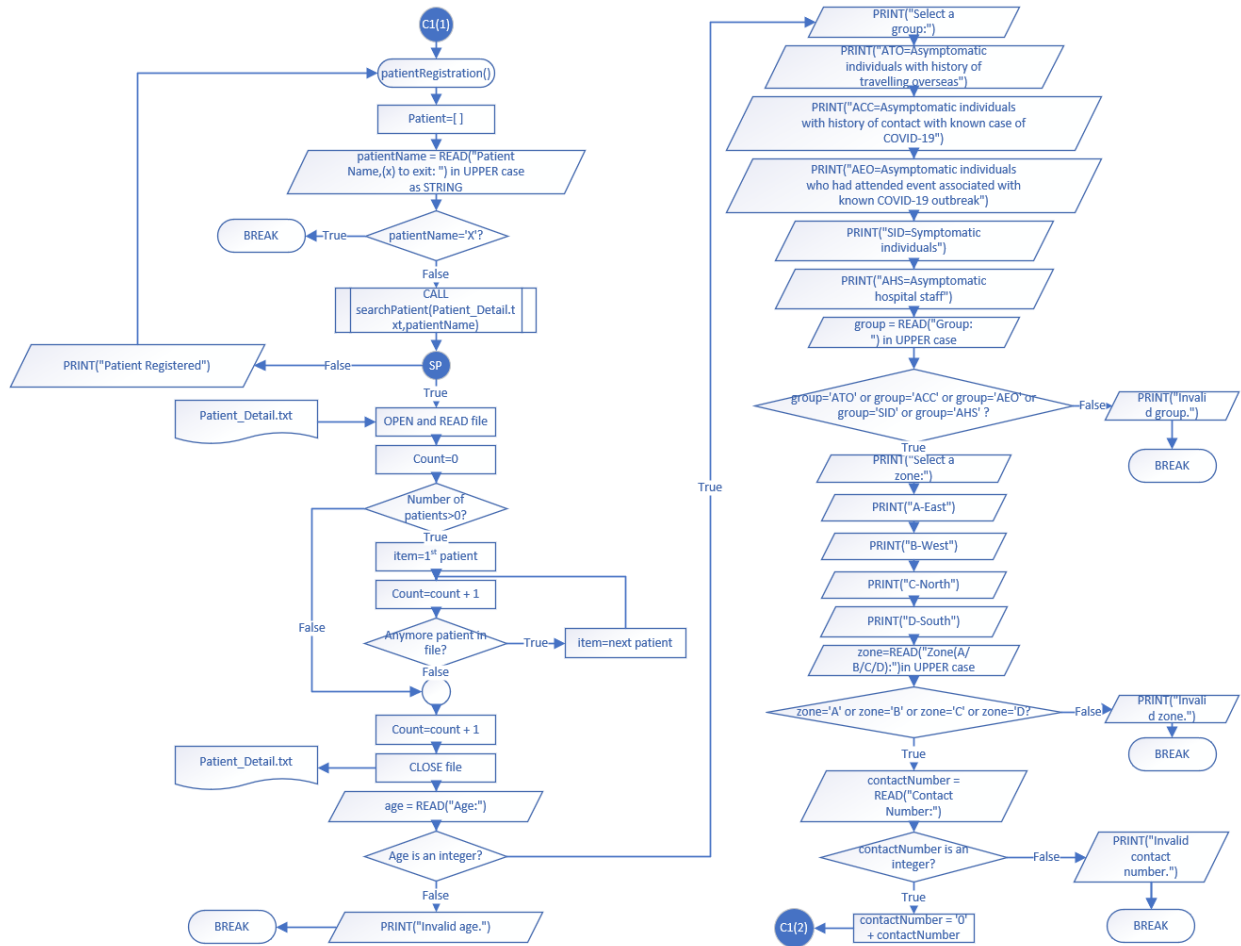 C1(1)
patientRegistration()
Patient=[ ]
patientName = READ("Patient
Name,(x) to exit: ") in UPPER case
as STRING
patientName='X'?
True
BREAK
False
CALL
searchPatient(Patient_Detail.t
xt,patientName)
SP
False
PRINT("Patient Registered")
True
Patient_Detail.txt
OPEN and READ file
Count=0
Number of
patients>0?
True
item=1st patient
Count=count + 1
False
Anymore patient in
file?
True
item=next patient
False
Count=count + 1
Patient_Detail.txt
CLOSE file
age = READ("Age:")
Age is an integer?
False
PRINT("Invalid age.")
BREAK
True
PRINT("Select a
group:")
PRINT("ATO=Asymptomatic
individuals with history of
travelling overseas")
PRINT("ACC=Asymptomatic individuals
with history of contact with known case of
COVID-19")
PRINT("AEO=Asymptomatic individuals
who had attended event associated with
known COVID-19 outbreak")
PRINT("SID=Symptomatic
individuals")
PRINT("AHS=Asymptomatic
hospital staff")
group = READ("Group:
") in UPPER case
group='ATO' or group='ACC' or group='AEO' or
group='SID' or group='AHS' ?
False
PRINT("Invali
d group.")
BREAK
True
PRINT("Select a
zone:")
PRINT("A-East")
PRINT("B-West")
PRINT("C-North")
PRINT("D-South")
zone=READ("Zone(A/
B/C/D):")in UPPER case
zone='A' or zone='B' or zone='C' or zone='D?
False
PRINT("Invali
d zone.")
BREAK
True
contactNumber =
READ("Contact
Number:")
contactNumber is an
integer?
False
PRINT("Invalid
contact
number.")
BREAK
True
contactNumber = '0'
+ contactNumber
C1(2)